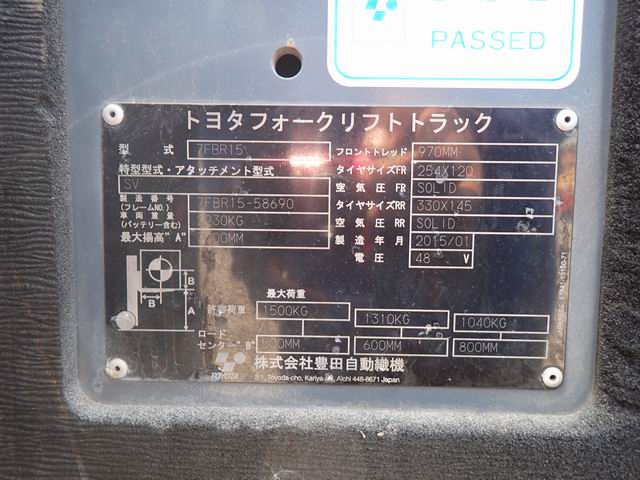 PASSED
トヨタフォークリフトトラック
型式 7FBR15 フロントトレッド 970MM
特型型式・アタッチメント型式 タイヤサイズFR 254X120
SV 空気圧FR SOLID
製造番号 (フレームNO.) 7FBR15-58690 タイヤサイズRR 330X145
車両重量 (バッテリー含む) 空気圧RR SOLID
最大揚高"A" 製造年月 2015/01
電圧 48 V
B
B A
最大荷重
荷重 1500KG 1310KG 1040KG
ロード
センター"B" 500MM 600MM 800MM
TOYOTA 株式会社豊田自動織機
Toyoda-cho, Kariya Aichi 448-8671 Japan